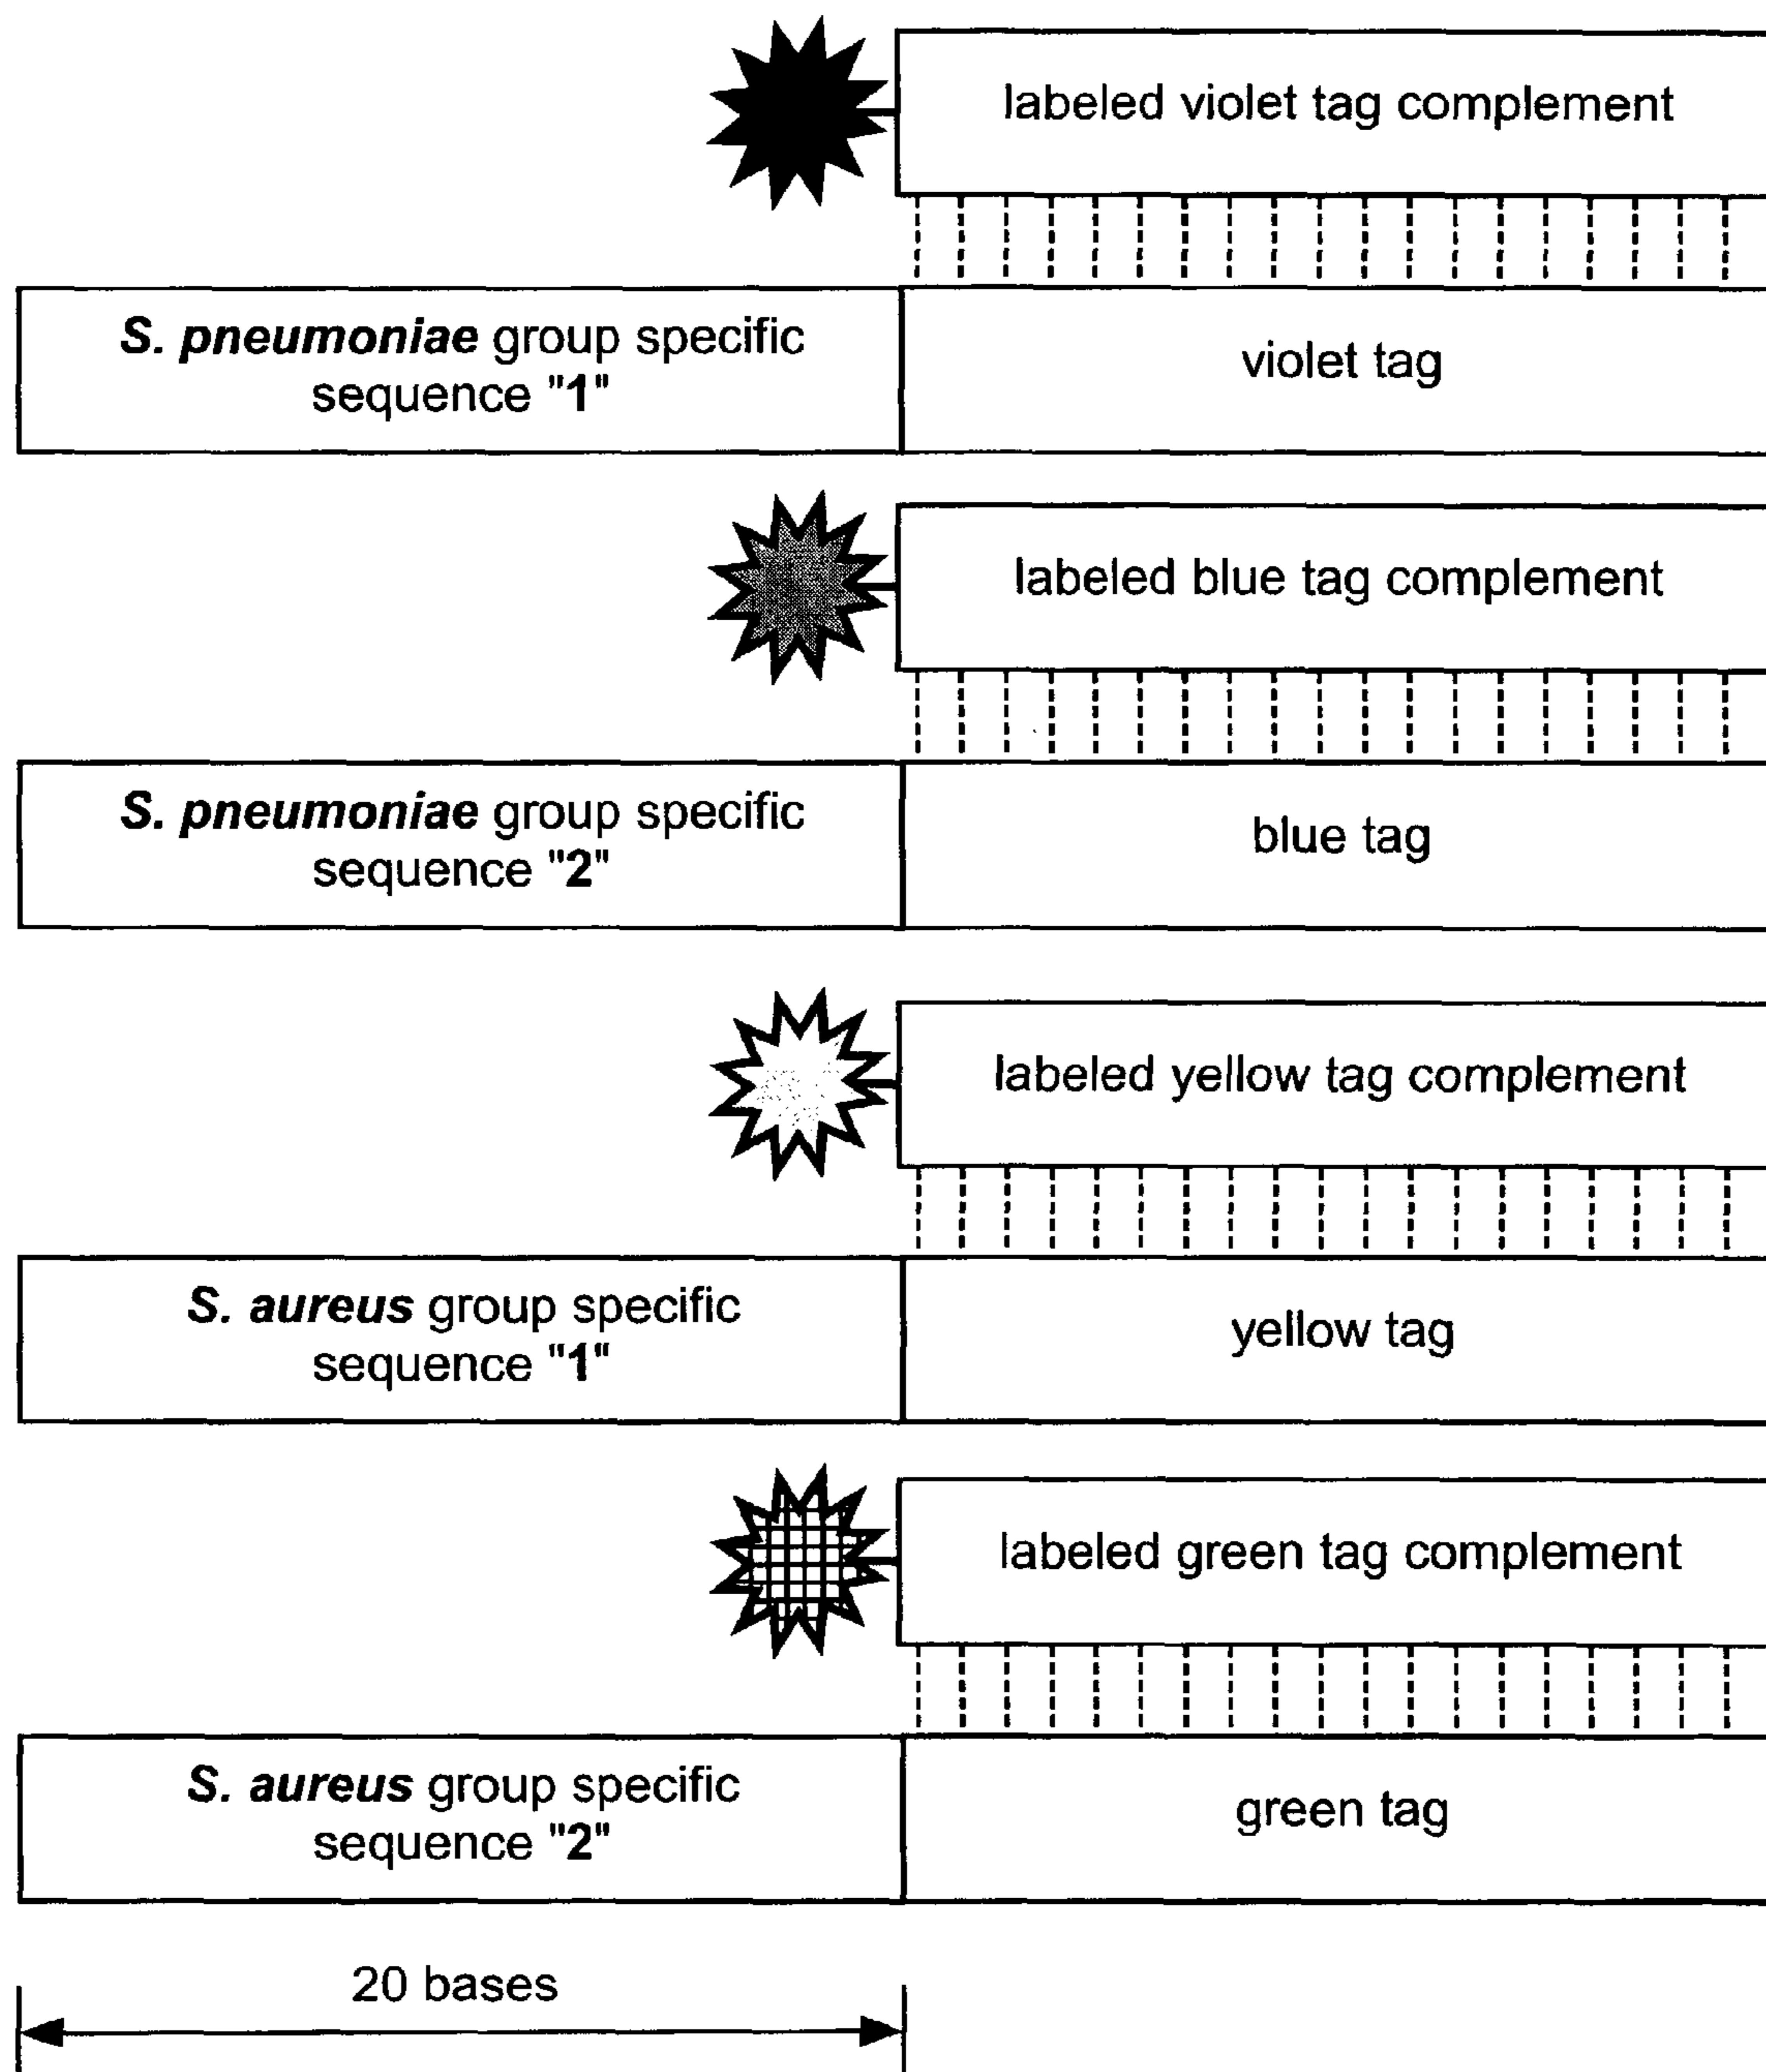 labeled violet tag complement
S. pneumoniae group specific
sequence "1"
violet tag
labeled blue tag complement
S. pneumoniae group specific
sequence "2"
blue tag
labeled yellow tag complement
S. aureus group specific
sequence "1"
yellow tag
labeled green tag complement
S. aureus group specific
sequence "2"
green tag
20 bases